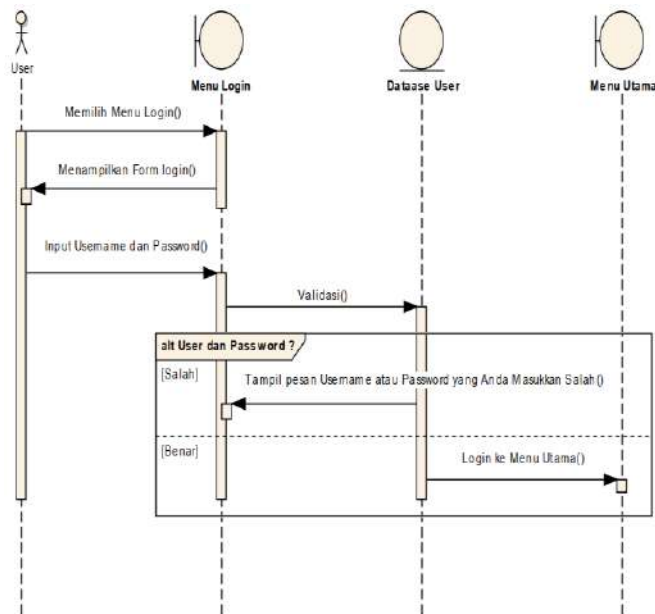 User
Menu Login
Dataase User
Menu Utama
Memilih Menu Login()
Menampilkan Form login()
Input Username dan Password()
Validasi()
alt User dan Password ?
[Salah]
Tampil pesan Username atau Password yang Anda Masukkan Salah()
[Benar]
Login ke Menu Utama()